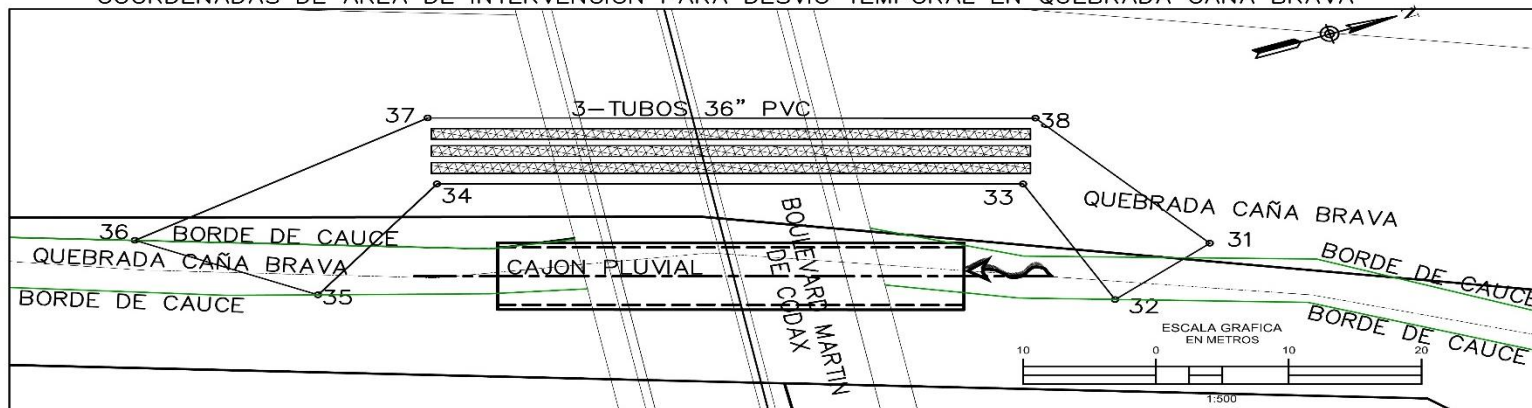 COORDENADAS DE AREA DE INTERVENCION PARA DESVIO TEMPORAL EN QUEBRADA CAÑA BRAVA
N
37
3-TUBOS 36" PVC
38
34
33
QUEBRADA CAÑA BRAVA
36
BORDE DE CAUCE
31
BORDE DE CAUCE
QUEBRADA CAÑA BRAVA
CAJON PLUVIAL
BOULEVARD MARTIN
DE CODAX
35
BORDE DE CAUCE
32
BORDE DE CAUCE
ESCALA GRAFICA
EN METROS
10 0 10 20
1:500